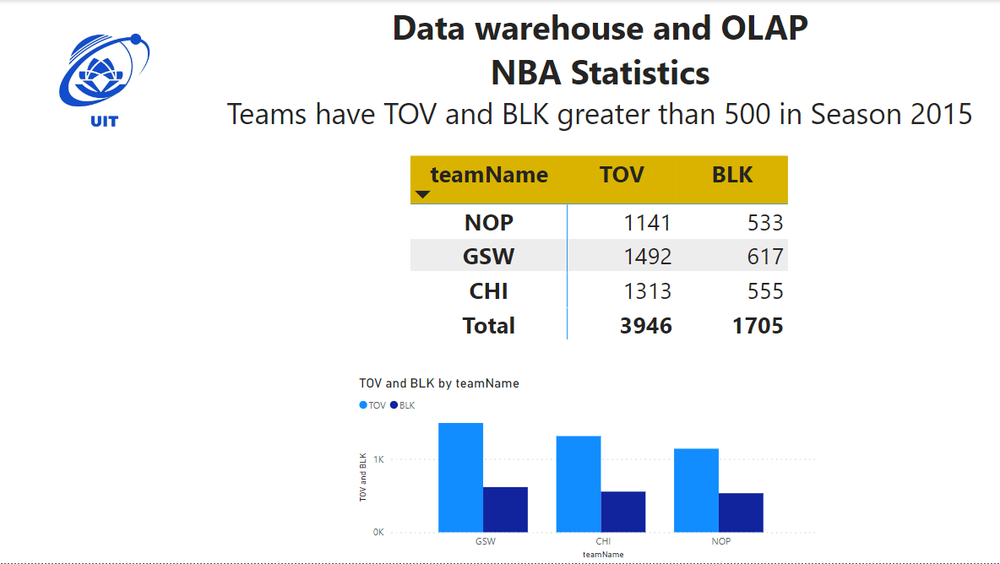 Data warehouse and OLAP
NBA Statistics
Teams have TOV and BLK greater than 500 in Season 2015
UIT
teamName TOV BLK
NOP 1141 533
GSW 1492 617
CHI 1313 555
Total 3946 1705
TOV and BLK by teamName
TOV BLK
TOV and BLK
1K
0K
GSW CHI NOP
teamName